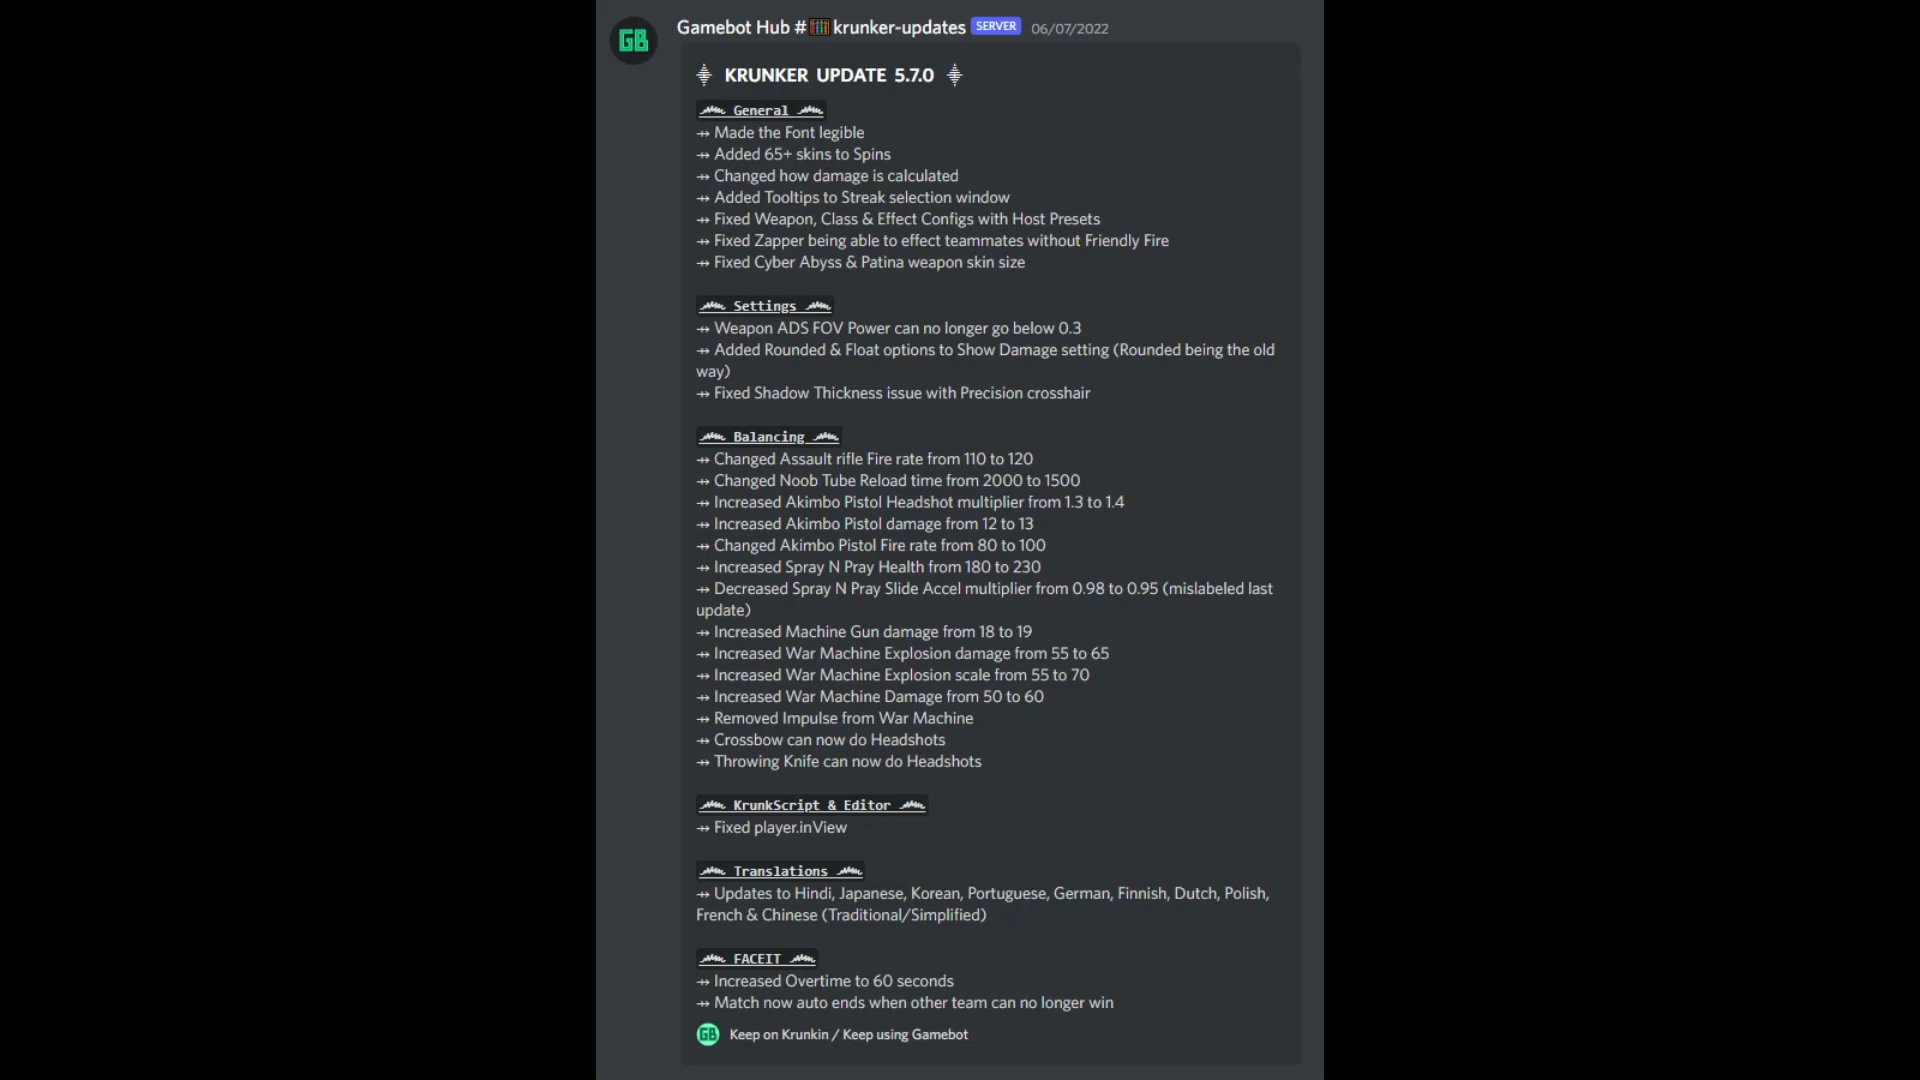 GB
Gamebot Hub # krunker-updates SERVER 06/07/2022
KRUNKER UPDATE 5.7.0
General
⇸ Made the Font legible
⇸ Added 65+ skins to Spins
⇸ Changed how damage is calculated
⇸ Added Tooltips to Streak selection window
⇸ Fixed Weapon, Class & Effect Configs with Host Presets
⇸ Fixed Zapper being able to effect teammates without Friendly Fire
⇸ Fixed Cyber Abyss & Patina weapon skin size
Settings
⇸ Weapon ADS FOV Power can no longer go below 0.3
⇸ Added Rounded & Float options to Show Damage setting (Rounded being the old
way)
⇸ Fixed Shadow Thickness issue with Precision crosshair
Balancing
⇸ Changed Assault rifle Fire rate from 110 to 120
⇸ Changed Noob Tube Reload time from 2000 to 1500
⇸ Increased Akimbo Pistol Headshot multiplier from 1.3 to 1.4
⇸ Increased Akimbo Pistol damage from 12 to 13
⇸ Changed Akimbo Pistol Fire rate from 80 to 100
⇸ Increased Spray N Pray Health from 180 to 230
⇸ Decreased Spray N Pray Slide Accel multiplier from 0.98 to 0.95 (mislabeled last
update)
⇸ Increased Machine Gun damage from 18 to 19
⇸ Increased War Machine Explosion damage from 55 to 65
⇸ Increased War Machine Explosion scale from 55 to 70
⇸ Increased War Machine Damage from 50 to 60
⇸ Removed Impulse from War Machine
⇸ Crossbow can now do Headshots
⇸ Throwing Knife can now do Headshots
KrunkScript & Editor
⇸ Fixed player.inView
Translations
⇸ Updates to Hindi, Japanese, Korean, Portuguese, German, Finnish, Dutch, Polish,
French & Chinese (Traditional/Simplified)
FACEIT
⇸ Increased Overtime to 60 seconds
⇸ Match now auto ends when other team can no longer win
GB Keep on Krunkin / Keep using Gamebot